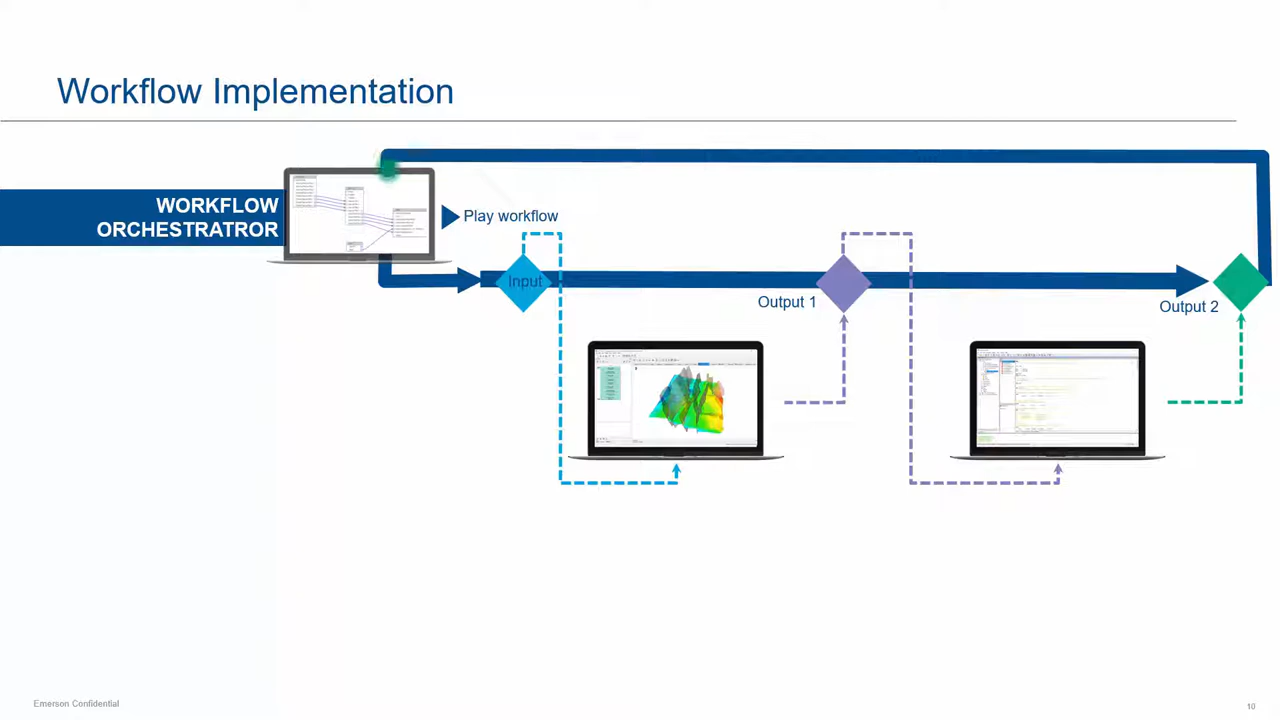 Workflow Implementation
WORKFLOW
ORCHESTRATROR
Play workflow
Input
Output 1
Output 2
Emerson Confidential
10